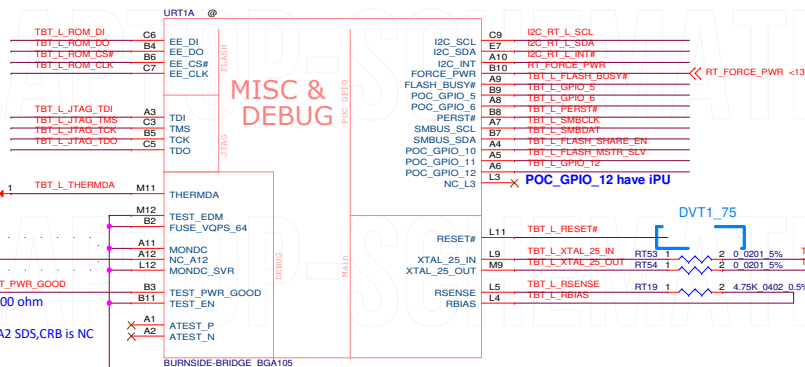 URT1A @
TBT_L_ROM_DI C6 EE_DI
TBT_L_ROM_DO B4 EE_DO
TBT_L_ROM_CS# B6 EE_CS#
TBT_L_ROM_CLK C7 EE_CLK
FLASH
TBT_L_JTAG_TDI A3 TDI
TBT_L_JTAG_TMS C3 TMS
TBT_L_JTAG_TCK B5 TCK
TBT_L_JTAG_TDO C5 TDO
JTAG
MISC &
DEBUG
POC_GPIO
I2C_SCL C9 I2C_RT_L_SCL
I2C_SDA E7 I2C_RT_L_SDA
I2C_INT A10 I2C_RT_L_INT#
FORCE_PWR B10 RT_FORCE_PWR RT_FORCE_PWR <13
FLASH_BUSY# A9 TBT_L_FLASH_BUSY#
POC_GPIO_5 B9 TBT_L_GPIO_5
POC_GPIO_6 A8 TBT_L_GPIO_6
PERST# B8 TBT_L_PERST#
SMBUS_SCL A7 TBT_L_SMBCLK
SMBUS_SDA B7 TBT_L_SMBDAT
POC_GPIO_10 A4 TBT_L_FLASH_SHARE_EN
POC_GPIO_11 A5 TBT_L_FLASH_MSTR_SLV
POC_GPIO_12 A6 TBT_L_GPIO_12
NC_L3 L3 POC_GPIO_12 have iPU
1 TBT_L_THERMDA M11 THERMDA
M12 TEST_EDM
B2 FUSE_VQPS_64
A11 MONDC
A12 NC_A12
L12 MONDC_SVR
T_PWR_GOOD B3 TEST_PWR_GOOD
00 ohm B11 TEST_EN
A1 ATEST_P
A2 SDS,CRB is NC A2 ATEST_N
DEBUG
Main
DVT1_75
RESET# L11 TBT_L_RESET#
XTAL_25_IN L9 TBT_L_XTAL_25_IN RT53 1 2 0_0201_5%
XTAL_25_OUT M9 TBT_L_XTAL_25_OUT RT54 1 2 0_0201_5%
RSENSE L5 TBT_L_RSENSE RT19 1 2 4.75K_0402_0.5%
RBIAS L4 TBT_L_RBIAS
BURNSIDE-BRIDGE_BGA105